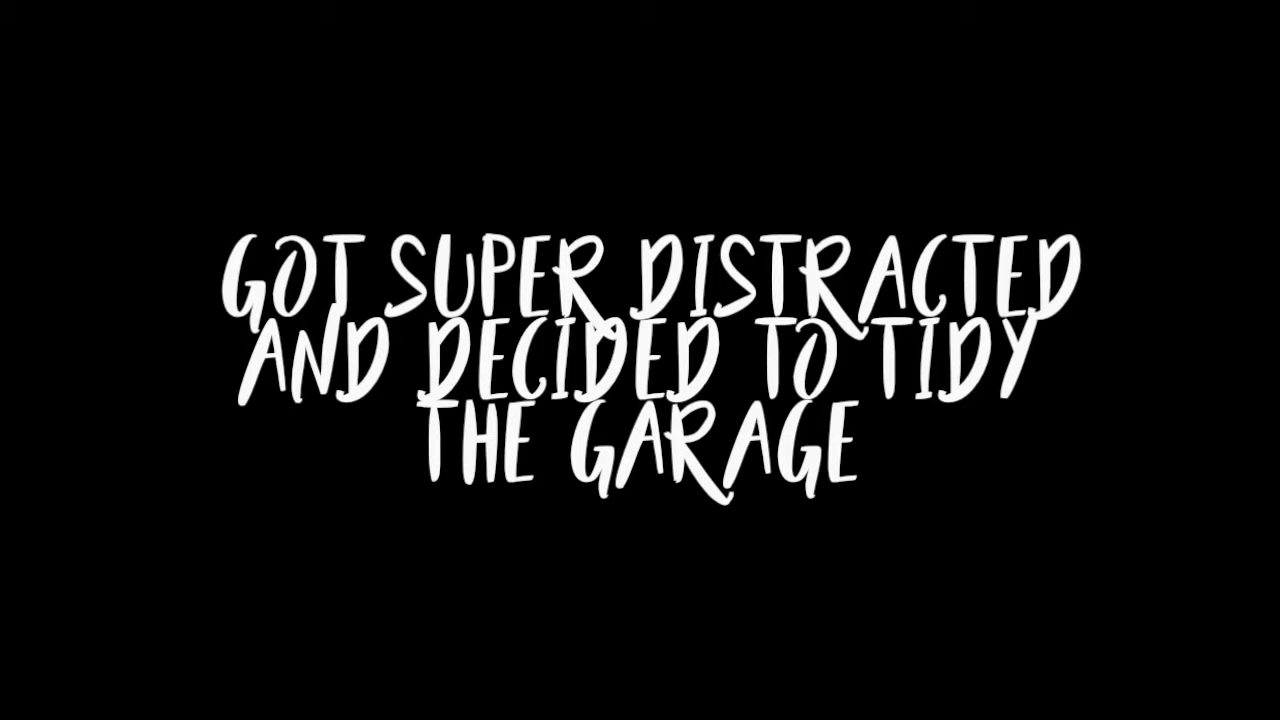 GOT SUPER DISTRACTED
AND DECIDED TO TIDY
THE GARAGE